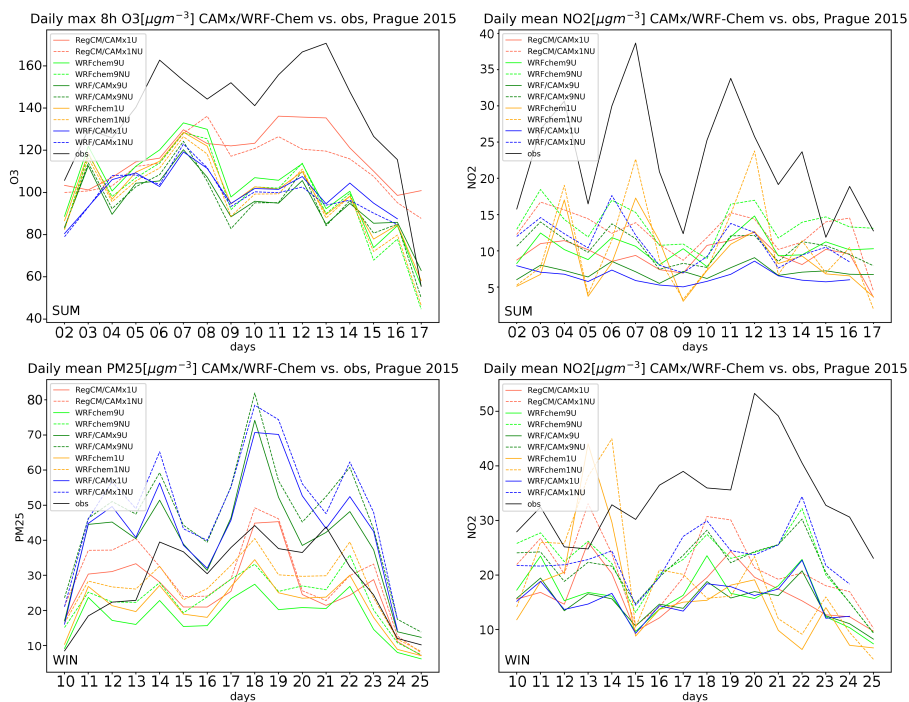 Daily max 8h O3[μgm⁻³] CAMx/WRF-Chem vs. obs, Prague 2015
RegCM/CAMx1U
RegCM/CAMx1NU
WRFchem9U
WRFchem9NU
WRF/CAMx9U
WRF/CAMx9NU
WRFchem1U
WRFchem1NU
WRF/CAMx1U
WRF/CAMx1NU
obs
O3
160
140
120
100
80
60
40
SUM
02 03 04 05 06 07 08 09 10 11 12 13 14 15 16 17
days
Daily mean NO2[μgm⁻³] CAMx/WRF-Chem vs. obs, Prague 2015
RegCM/CAMx1U
RegCM/CAMx1NU
WRFchem9U
WRFchem9NU
WRF/CAMx9U
WRF/CAMx9NU
WRFchem1U
WRFchem1NU
WRF/CAMx1U
WRF/CAMx1NU
obs
NO2
40
35
30
25
20
15
10
5
SUM
02 03 04 05 06 07 08 09 10 11 12 13 14 15 16 17
days
Daily mean PM25[μgm⁻³] CAMx/WRF-Chem vs. obs, Prague 2015
RegCM/CAMx1U
RegCM/CAMx1NU
WRFchem9U
WRFchem9NU
WRF/CAMx9U
WRF/CAMx9NU
WRFchem1U
WRFchem1NU
WRF/CAMx1U
WRF/CAMx1NU
obs
PM25
80
70
60
50
40
30
20
10
WIN
10 11 12 13 14 15 16 17 18 19 20 21 22 23 24 25
days
Daily mean NO2[μgm⁻³] CAMx/WRF-Chem vs. obs, Prague 2015
RegCM/CAMx1U
RegCM/CAMx1NU
WRFchem9U
WRFchem9NU
WRF/CAMx9U
WRF/CAMx9NU
WRFchem1U
WRFchem1NU
WRF/CAMx1U
WRF/CAMx1NU
obs
NO2
50
40
30
20
10
WIN
10 11 12 13 14 15 16 17 18 19 20 21 22 23 24 25
days